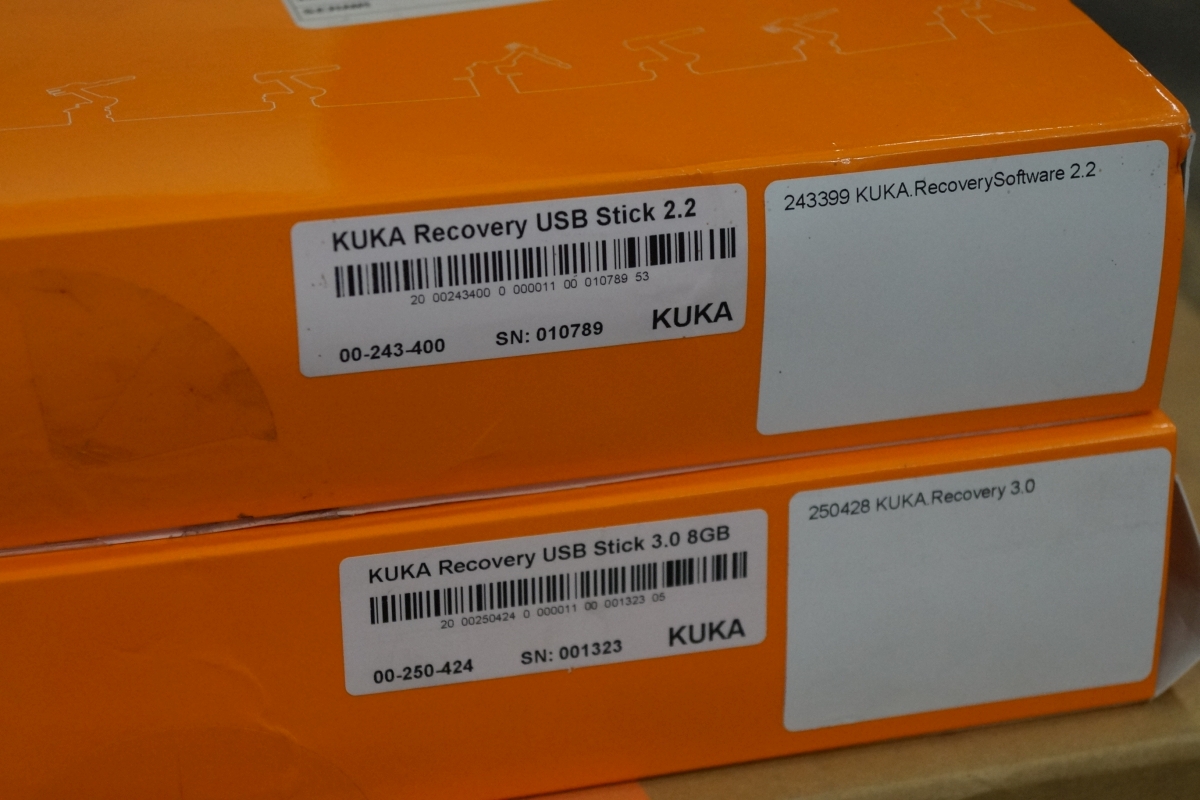 KUKA Recovery USB Stick 2.2
20 00243400 0 000011 00 010789 53
00-243-400 SN: 010789 KUKA
243399 KUKA.RecoverySoftware 2.2
KUKA Recovery USB Stick 3.0 8GB
20 00250424 0 000011 00 001323 05
00-250-424 SN: 001323 KUKA
250428 KUKA.Recovery 3.0